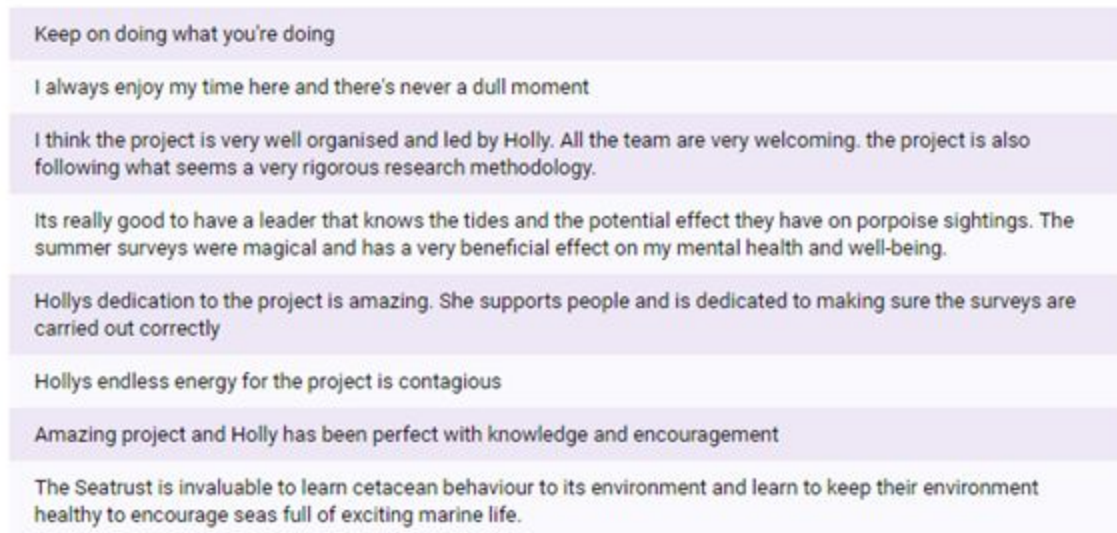 Keep on doing what you're doing
I always enjoy my time here and there's never a dull moment
I think the project is very well organised and led by Holly. All the team are very welcoming. the project is also
following what seems a very rigorous research methodology.
Its really good to have a leader that knows the tides and the potential effect they have on porpoise sightings. The
summer surveys were magical and has a very beneficial effect on my mental health and well-being.
Hollys dedication to the project is amazing. She supports people and is dedicated to making sure the surveys are
carried out correctly
Hollys endless energy for the project is contagious
Amazing project and Holly has been perfect with knowledge and encouragement
The Seatrust is invaluable to learn cetacean behaviour to its environment and learn to keep their environment
healthy to encourage seas full of exciting marine life.